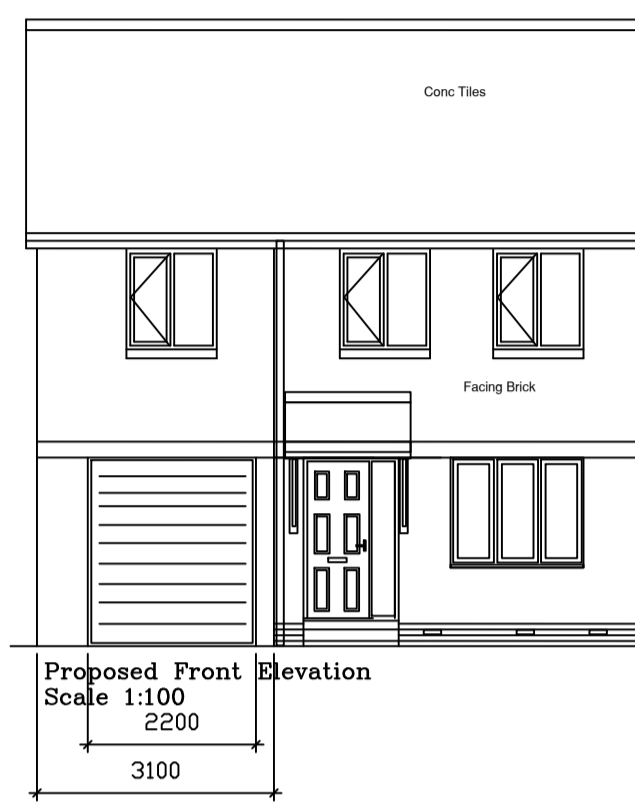 Conc Tiles
Facing Brick
Proposed Front Elevation
Scale 1:100
2200
3100